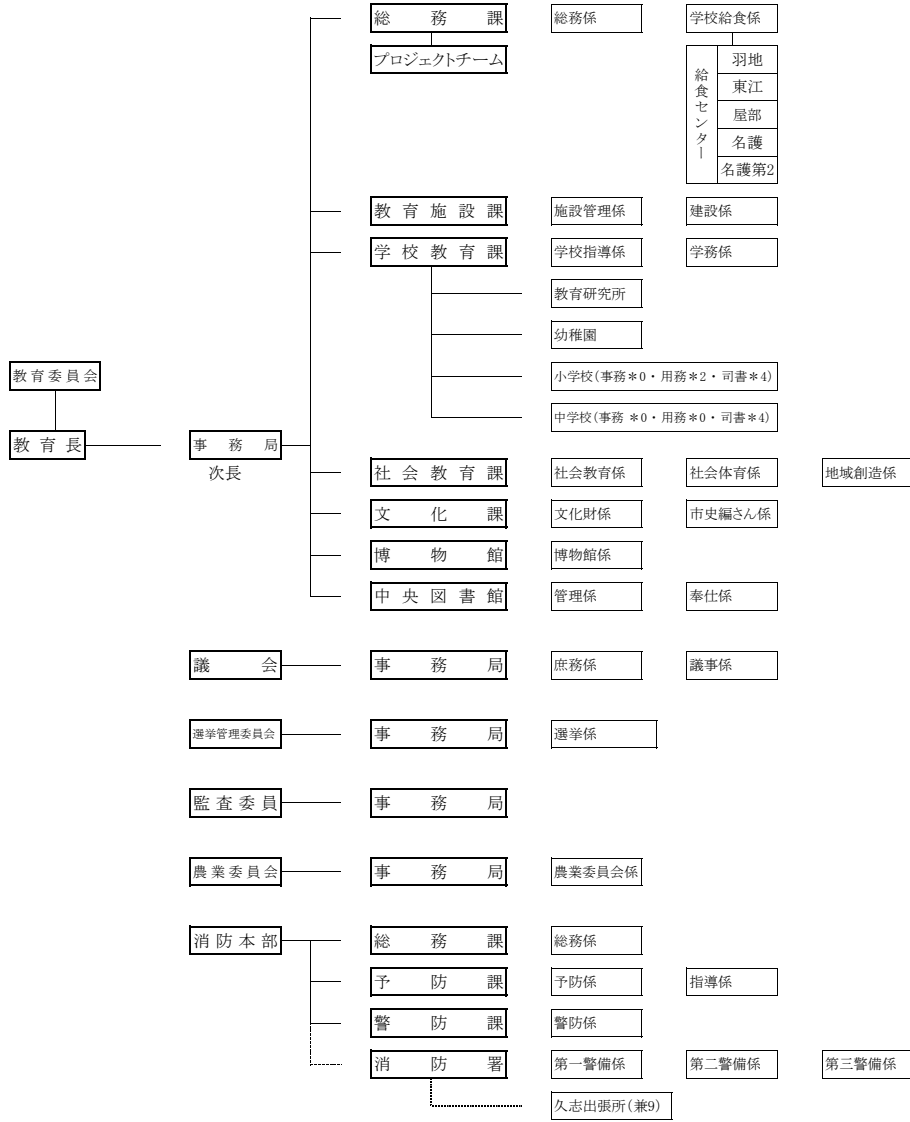 総務課 総務係 学校給食係
プロジェクトチーム
給食センター
羽地
東江
屋部
名護
名護第2
教育施設課 施設管理係 建設係
学校教育課 学校指導係 学務係
教育研究所
幼稚園
教育委員会 小学校(事務*0・用務*2・司書*4)
中学校(事務 *0・用務*0・司書*4)
教育長 事務局
次長 社会教育課 社会教育係 社会体育係 地域創造係
文化課 文化財係 市史編さん係
博物館 博物館係
中央図書館 管理係 奉仕係
議会 事務局 庶務係 議事係
選挙管理委員会 事務局 選挙係
監査委員 事務局
農業委員会 事務局 農業委員会係
消防本部 総務課 総務係
予防課 予防係 指導係
警防課 警防係
消防署 第一警備係 第二警備係 第三警備係
久志出張所(兼9)